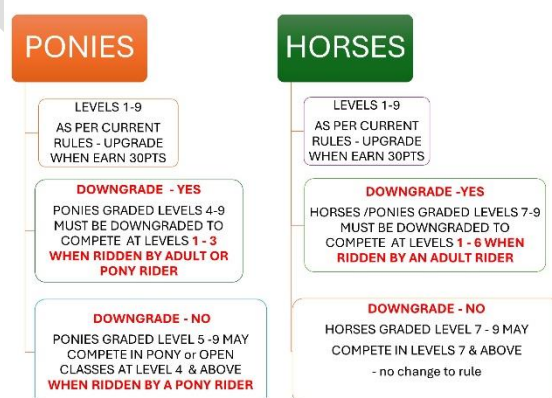 PONIES
LEVELS 1-9
AS PER CURRENT
RULES - UPGRADE
WHEN EARN 30PTS
DOWNGRADE - YES
PONIES GRADED LEVELS 4-9
MUST BE DOWNGRADED TO
COMPETE AT LEVELS 1 - 3
WHEN RIDDEN BY ADULT OR
PONY RIDER
DOWNGRADE - NO
PONIES GRADED LEVEL 5 -9 MAY
COMPETE IN PONY or OPEN
CLASSES AT LEVEL 4 & ABOVE
WHEN RIDDEN BY A PONY RIDER
HORSES
LEVELS 1-9
AS PER CURRENT
RULES - UPGRADE
WHEN EARN 30PTS
DOWNGRADE -YES
HORSES /PONIES GRADED LEVELS 7-9
MUST BE DOWNGRADED TO
COMPETE AT LEVELS 1 - 6 WHEN
RIDDEN BY AN ADULT RIDER
DOWNGRADE - NO
HORSES GRADED LEVEL 7 - 9 MAY
COMPETE IN LEVELS 7 & ABOVE
- no change to rule